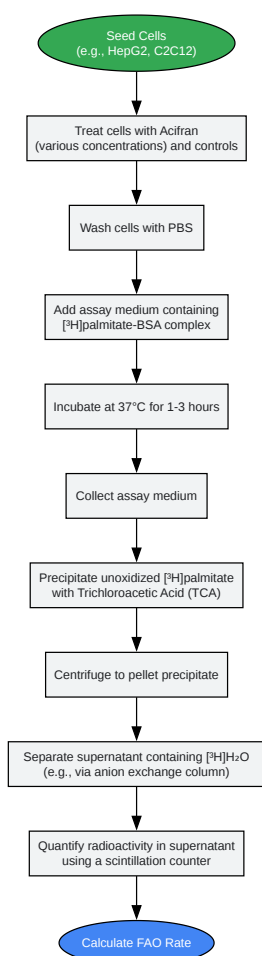 Seed Cells
(e.g., HepG2, C2C12)
Treat cells with Acifran
(various concentrations) and controls
Wash cells with PBS
Add assay medium containing
[³H]palmitate-BSA complex
Incubate at 37°C for 1-3 hours
Collect assay medium
Precipitate unoxidized [³H]palmitate
with Trichloroacetic Acid (TCA)
Centrifuge to pellet precipitate
Separate supernatant containing [³H]H₂O
(e.g., via anion exchange column)
Quantify radioactivity in supernatant
using a scintillation counter
Calculate FAO Rate